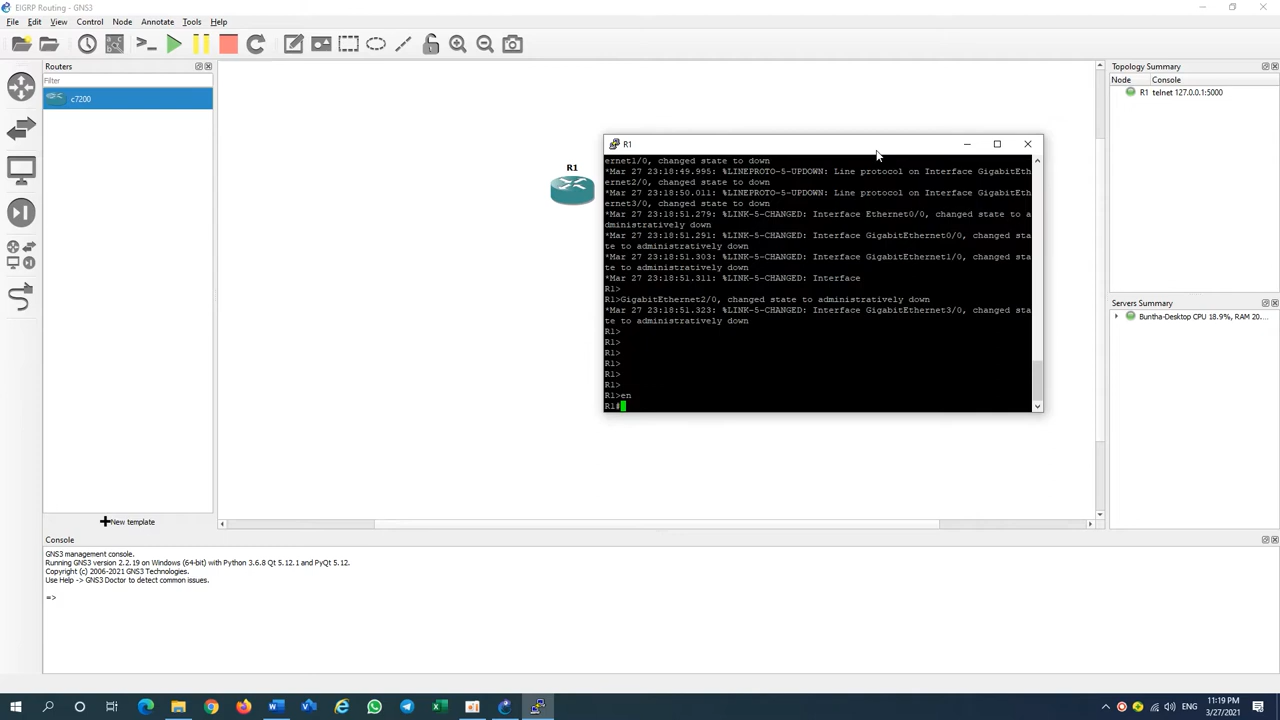 EIGRP Routing - GNS3
File Edit View Control Node Annotate Tools Help
Routers
Filter
c7200
New template
R1
R1
ernet1/0, changed state to down
*Mar 27 23:18:49.995: %LINEPROTO-5-UPDOWN: Line protocol on Interface GigabitEth
ernet2/0, changed state to down
*Mar 27 23:18:50.011: %LINEPROTO-5-UPDOWN: Line protocol on Interface GigabitEth
ernet3/0, changed state to down
*Mar 27 23:18:51.279: %LINK-5-CHANGED: Interface Ethernet0/0, changed state to a
dministratively down
*Mar 27 23:18:51.291: %LINK-5-CHANGED: Interface GigabitEthernet0/0, changed sta
te to administratively down
*Mar 27 23:18:51.303: %LINK-5-CHANGED: Interface GigabitEthernet1/0, changed sta
te to administratively down
*Mar 27 23:18:51.311: %LINK-5-CHANGED: Interface
R1>
R1>GigabitEthernet2/0, changed state to administratively down
*Mar 27 23:18:51.323: %LINK-5-CHANGED: Interface GigabitEthernet3/0, changed sta
te to administratively down
R1>
R1>
R1>
R1>
R1>
R1>
R1>en
R1#
Topology Summary
Node Console
R1 telnet 127.0.0.1:5000
Servers Summary
Buntha-Desktop CPU 18.9%, RAM 20....
Console
GNS3 management console.
Running GNS3 version 2.2.19 on Windows (64-bit) with Python 3.6.8 Qt 5.12.1 and PyQt 5.12.
Copyright (c) 2006-2021 GNS3 Technologies.
Use Help -> GNS3 Doctor to detect common issues.
=>
ENG
11:19 PM
3/27/2021